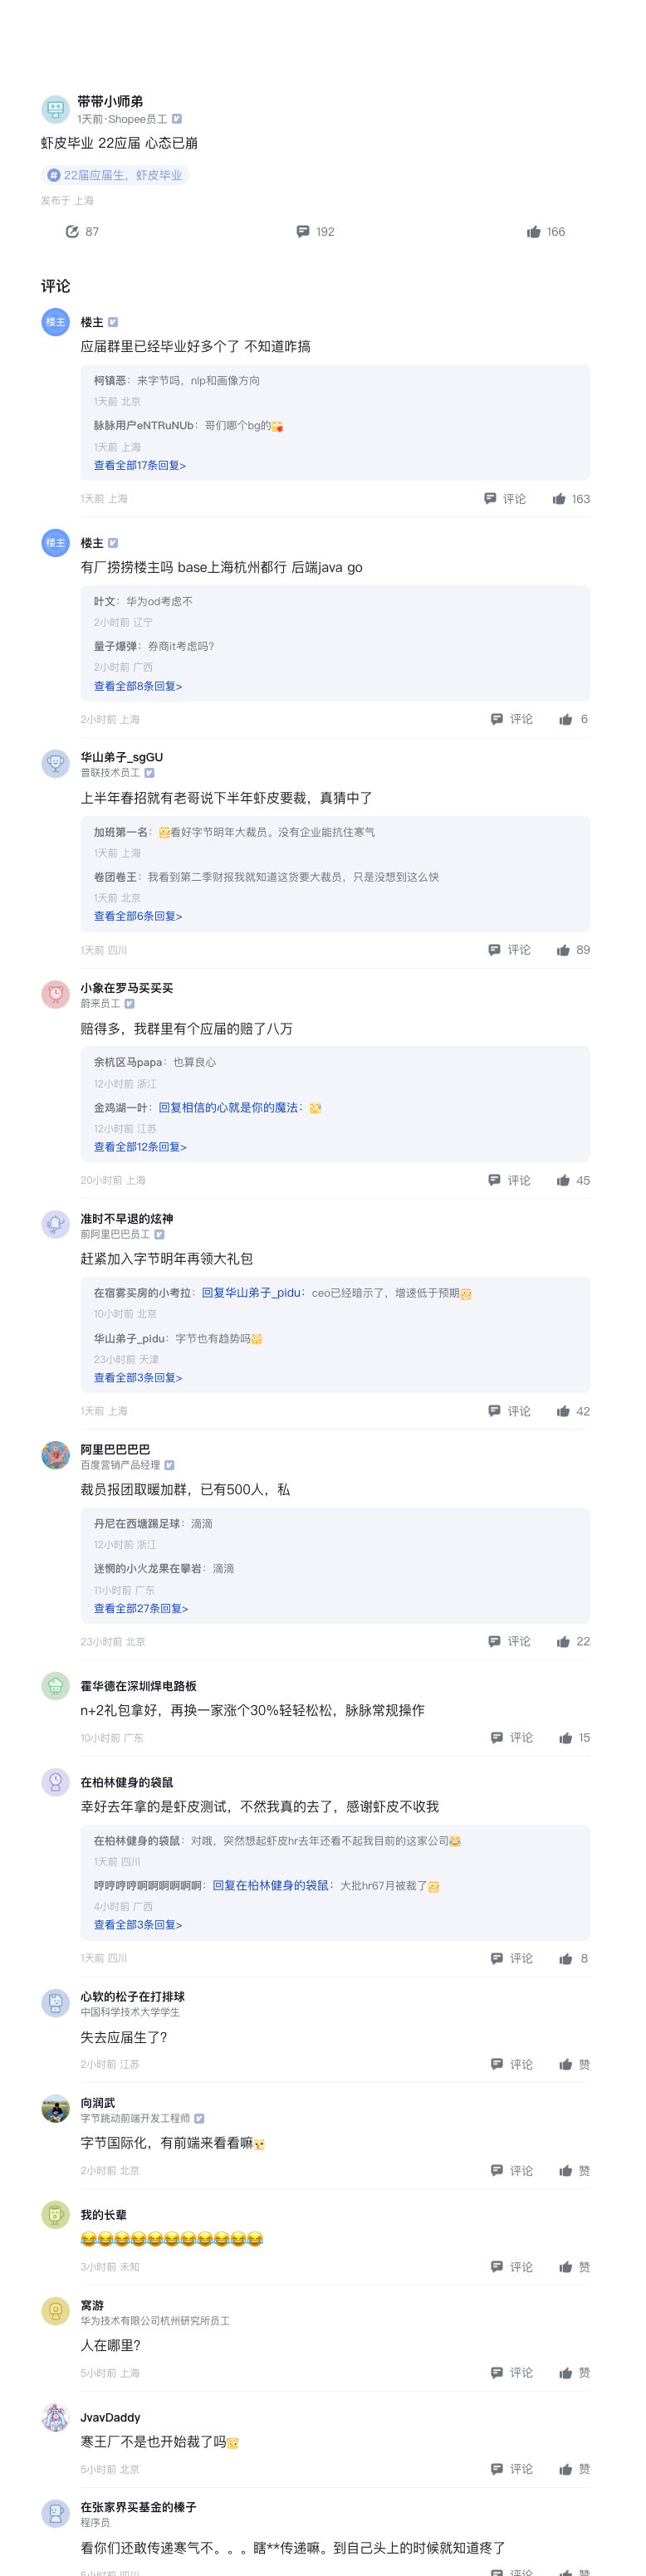 带带小师弟
1天前·Shopee员工
虾皮毕业 22应届 心态已崩
# 22届应届生，虾皮毕业
发布于 上海
87 192 166
评论
楼主 楼主
应届群里已经毕业好多个了 不知道咋搞
柯镇恶：来字节吗，nlp和画像方向
1天前 北京
脉脉用户eNTRuNUb：哥们哪个bg的
1天前 上海
查看全部17条回复>
1天前 上海 评论 163
楼主 楼主
有厂捞捞楼主吗 base上海杭州都行 后端java go
叶文：华为od考虑不
2小时前 辽宁
量子爆弹：券商it考虑吗？
2小时前 广西
查看全部8条回复>
2小时前 上海 评论 6
华山弟子_sgGU
普联技术员工
上半年春招就有老哥说下半年虾皮要裁，真猜中了
加班第一名：看好字节明年大裁员。没有企业能抗住寒气
1天前 上海
卷团卷王：我看到第二季财报我就知道这货要大裁员，只是没想到这么快
1天前 北京
查看全部6条回复>
1天前 四川 评论 89
小象在罗马买买买
蔚来员工
赔得多，我群里有个应届的赔了八万
余杭区马papa：也算良心
12小时前 浙江
金鸡湖一叶：回复相信的心就是你的魔法：
12小时前 江苏
查看全部12条回复>
20小时前 上海 评论 45
准时不早退的炫神
前阿里巴巴员工
赶紧加入字节明年再领大礼包
在宿雾买房的小考拉：回复华山弟子_pidu：ceo已经暗示了，增速低于预期
10小时前 北京
华山弟子_pidu：字节也有趋势吗
23小时前 天津
查看全部3条回复>
1天前 上海 评论 42
阿里巴巴巴巴
百度营销产品经理
裁员报团取暖加群，已有500人，私
丹尼在西塘踢足球：滴滴
12小时前 浙江
迷惘的小火龙果在攀岩：滴滴
11小时前 广东
查看全部27条回复>
23小时前 北京 评论 22
霍华德在深圳焊电路板
n+2礼包拿好，再换一家涨个30%轻轻松松，脉脉常规操作
10小时前 广东 评论 15
在柏林健身的袋鼠
幸好去年拿的是虾皮测试，不然我真的去了，感谢虾皮不收我
在柏林健身的袋鼠：对哦，突然想起虾皮hr去年还看不起我目前的这家公司
1天前 四川
哼哼哼哼啊啊啊啊啊啊：回复在柏林健身的袋鼠：大批hr67月被裁了
4小时前 广西
查看全部3条回复>
1天前 四川 评论 8
心软的松子在打排球
中国科学技术大学学生
失去应届生了？
2小时前 江苏 评论 赞
向润武
字节跳动前端开发工程师
字节国际化，有前端来看看嘛
2小时前 北京 评论 赞
我的长辈
😂😂😂😂😂😂😂😂😂😂😂
3小时前 未知 评论 赞
窝游
华为技术有限公司杭州研究所员工
人在哪里？
5小时前 上海 评论 赞
JvavDaddy
寒王厂不是也开始裁了吗
5小时前 北京 评论 赞
在张家界买基金的榛子
程序员
看你们还敢传递寒气不。。。瞎**传递嘛。到自己头上的时候就知道疼了
5小时前 四川 评论 赞